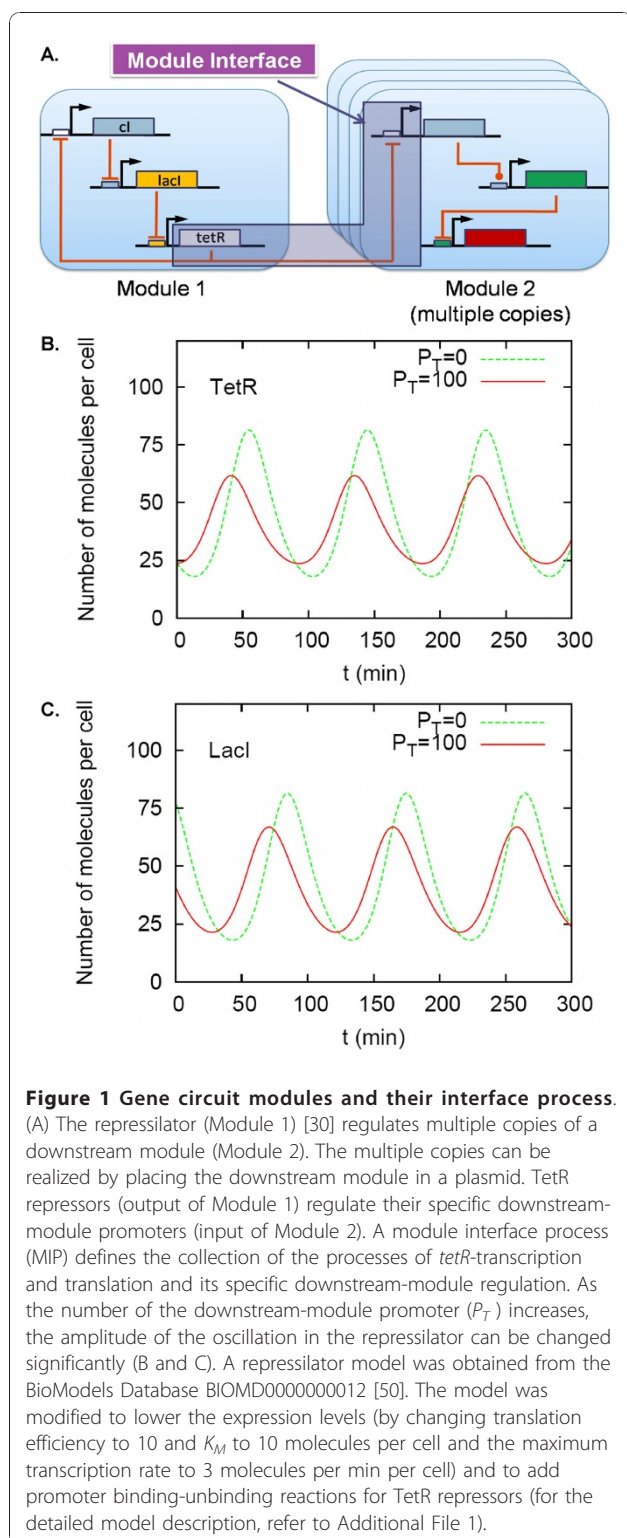 A.
Module Interface
cI
lacI
tetR
Module 1
Module 2
(multiple copies)
B.
Number of molecules per cell
TetR
P_T=0
P_T=100
100
75
50
25
0
0 50 100 150 200 250 300
t (min)
C.
Number of molecules per cell
LacI
P_T=0
P_T=100
100
75
50
25
0
0 50 100 150 200 250 300
t (min)
Figure 1 Gene circuit modules and their interface process.
(A) The repressilator (Module 1) [30] regulates multiple copies of a
downstream module (Module 2). The multiple copies can be
realized by placing the downstream module in a plasmid. TetR
repressors (output of Module 1) regulate their specific downstream-
module promoters (input of Module 2). A module interface process
(MIP) defines the collection of the processes of tetR-transcription
and translation and its specific downstream-module regulation. As
the number of the downstream-module promoter (P_T) increases,
the amplitude of the oscillation in the repressilator can be changed
significantly (B and C). A repressilator model was obtained from the
BioModels Database BIOMD0000000012 [50]. The model was
modified to lower the expression levels (by changing translation
efficiency to 10 and K_M to 10 molecules per cell and the maximum
transcription rate to 3 molecules per min per cell) and to add
promoter binding-unbinding reactions for TetR repressors (for the
detailed model description, refer to Additional File 1).